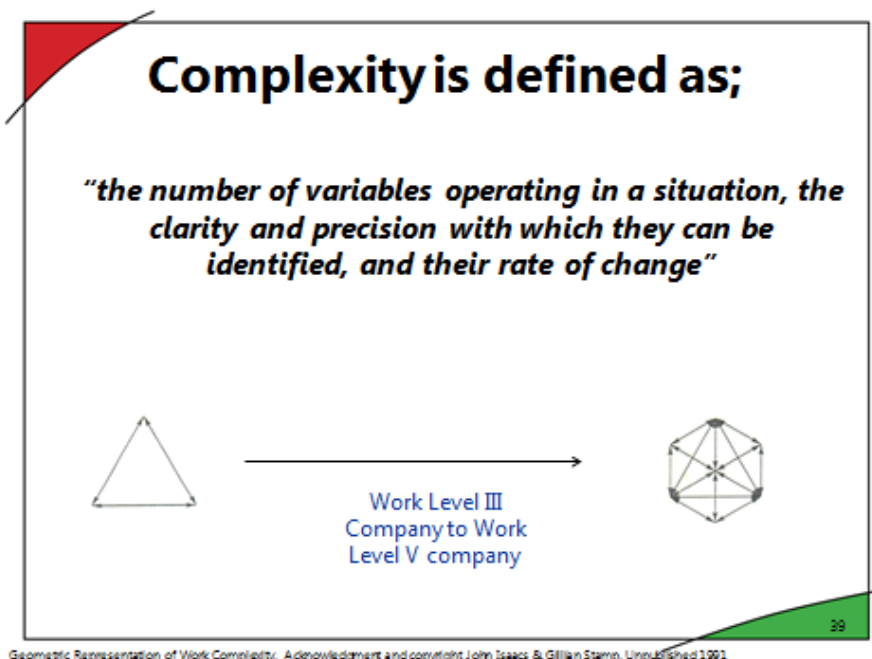 Complexity is defined as;
“the number of variables operating in a situation, the
clarity and precision with which they can be
identified, and their rate of change”
Work Level III
Company to Work
Level V company
39
Geometric Representation of Work Complexity. Acknowledgment and copyright John Isaacs & Gillian Stamp. Unpublished 1991